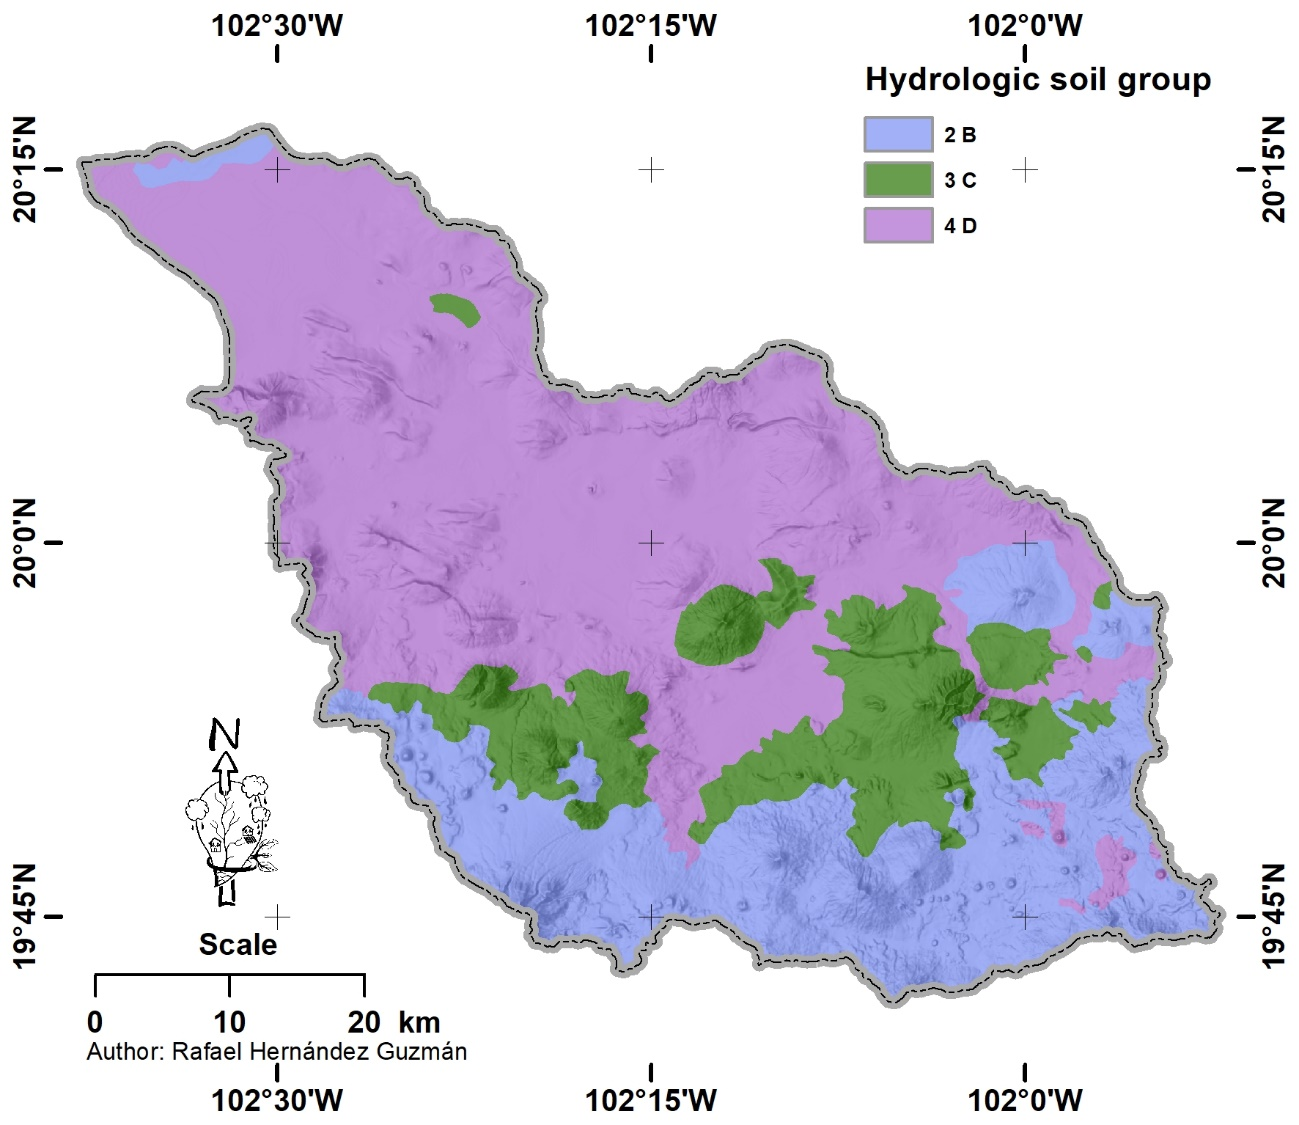 102°30'W 102°15'W 102°0'W
Hydrologic soil group
2 B
3 C
4 D
20°15'N 20°15'N
20°0'N 20°0'N
N
19°45'N 19°45'N
Scale
0 10 20 km
Author: Rafael Hernández Guzmán
102°30'W 102°15'W 102°0'W